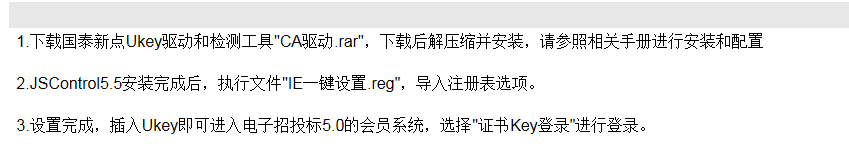 1.下载国泰新点Ukey驱动和检测工具"CA驱动.rar"，下载后解压缩并安装，请参照相关手册进行安装和配置
2.JSControl5.5安装完成后，执行文件"IE一键设置.reg"，导入注册表选项。
3.设置完成，插入Ukey即可进入电子招投标5.0的会员系统，选择"证书Key登录"进行登录。